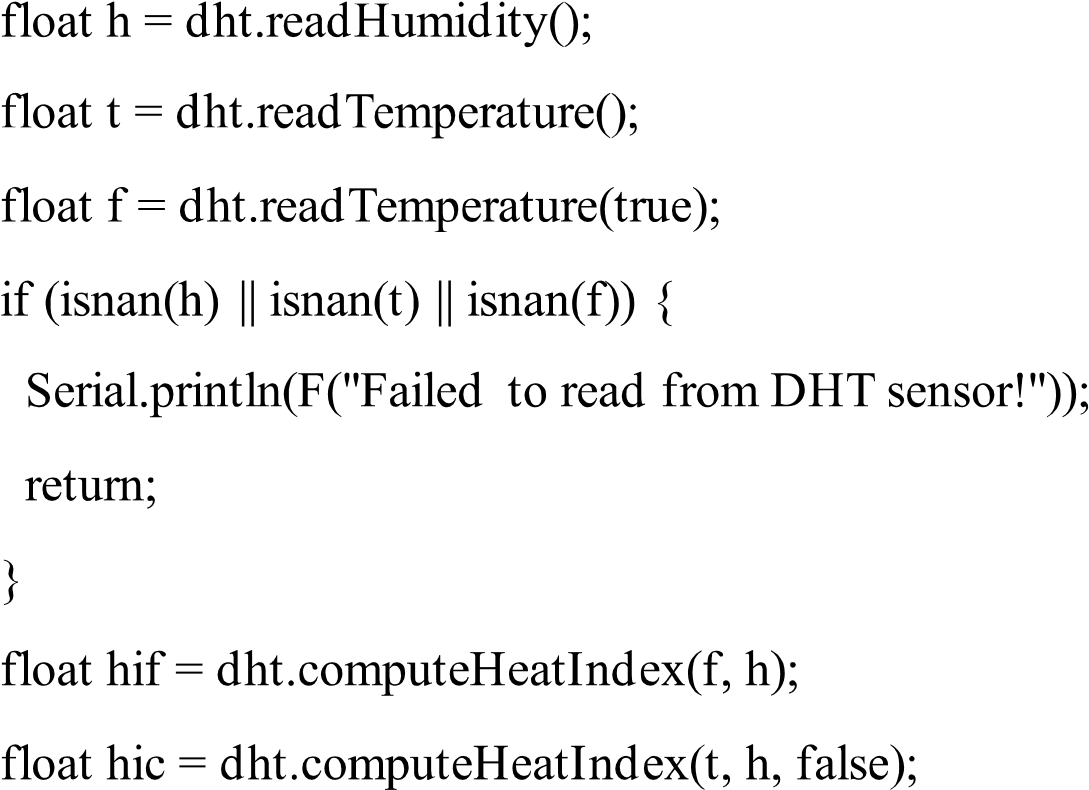 float h = dht.readHumidity();
float t = dht.readTemperature();
float f = dht.readTemperature(true);
if (isnan(h) || isnan(t) || isnan(f)) {
  Serial.println(F("Failed  to read from DHT sensor!"));
  return;
}
float hif = dht.computeHeatIndex(f, h);
float hic = dht.computeHeatIndex(t, h, false);